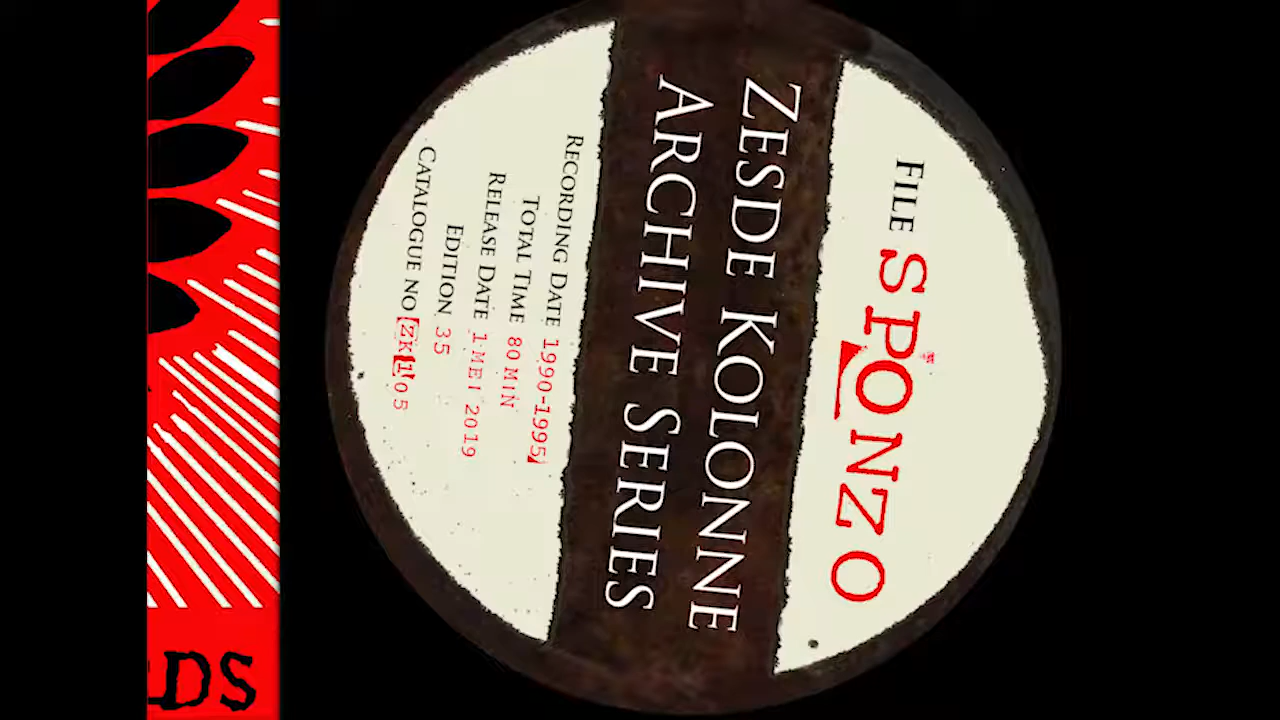 FILE SPONZO
ZESDE KOLONNE
ARCHIVE SERIES
RECORDING DATE 1990-1995
TOTAL TIME 80 MIN
RELEASE DATE 1 MEI 2019
EDITION 35
CATALOGUE NO ZK105
DS